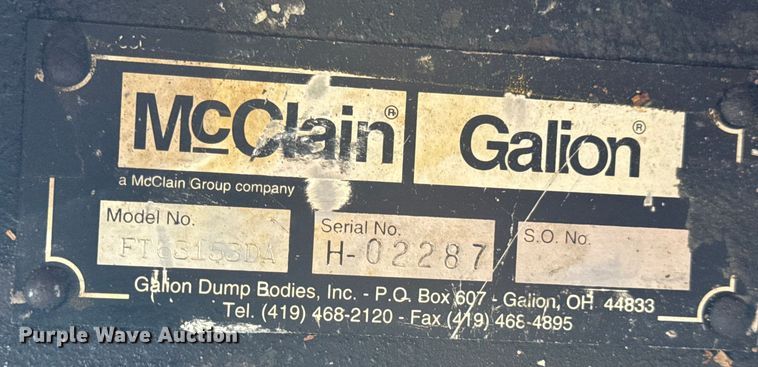 McClain® Galion®
a McClain Group company
Model No. Serial No. S.O. No.
H-02287
Galion Dump Bodies, Inc. - P.O. Box 607 - Galion, OH 44833
Tel. (419) 468-2120 - Fax (419) 468-4895
Purple Wave Auction